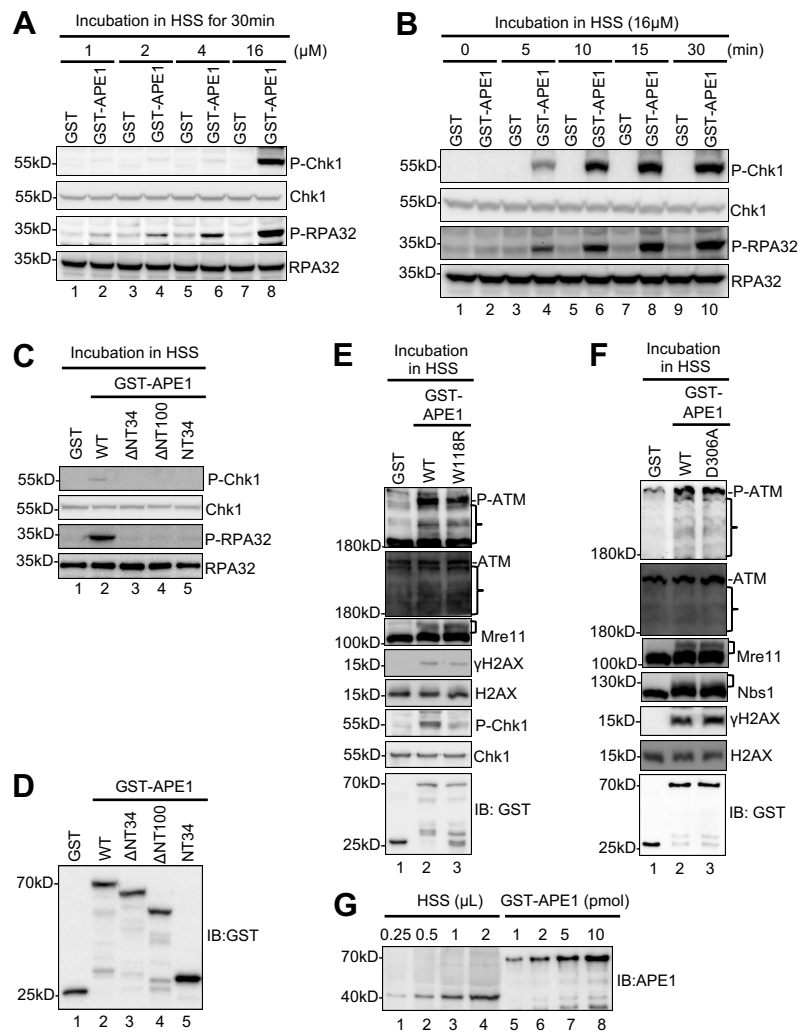 A
Incubation in HSS for 30min
1 2 4 16 (µM)
GST GST-APE1 GST GST-APE1 GST GST-APE1 GST GST-APE1
55kD P-Chk1
55kD Chk1
35kD P-RPA32
35kD RPA32
1 2 3 4 5 6 7 8
B
Incubation in HSS (16µM)
0 5 10 15 30 (min)
GST GST-APE1 GST GST-APE1 GST GST-APE1 GST GST-APE1 GST GST-APE1
55kD P-Chk1
55kD Chk1
35kD P-RPA32
35kD RPA32
1 2 3 4 5 6 7 8 9 10
C
Incubation in HSS
GST-APE1
GST WT ΔNT34 ΔNT100 NT34
55kD P-Chk1
55kD Chk1
35kD P-RPA32
35kD RPA32
1 2 3 4 5
D
GST-APE1
GST WT ΔNT34 ΔNT100 NT34
70kD
IB:GST
25kD
1 2 3 4 5
E
Incubation
in HSS
GST-
APE1
GST WT W118R
P-ATM
180kD
ATM
180kD
100kD Mre11
15kD γH2AX
15kD H2AX
55kD P-Chk1
55kD Chk1
70kD
IB: GST
25kD
1 2 3
F
Incubation
in HSS
GST-
APE1
GST WT D306A
P-ATM
180kD
ATM
180kD
100kD Mre11
130kD Nbs1
15kD γH2AX
15kD H2AX
70kD
IB: GST
25kD
1 2 3
G
HSS (µL) GST-APE1 (pmol)
0.25 0.5 1 2 1 2 5 10
70kD
IB:APE1
40kD
1 2 3 4 5 6 7 8